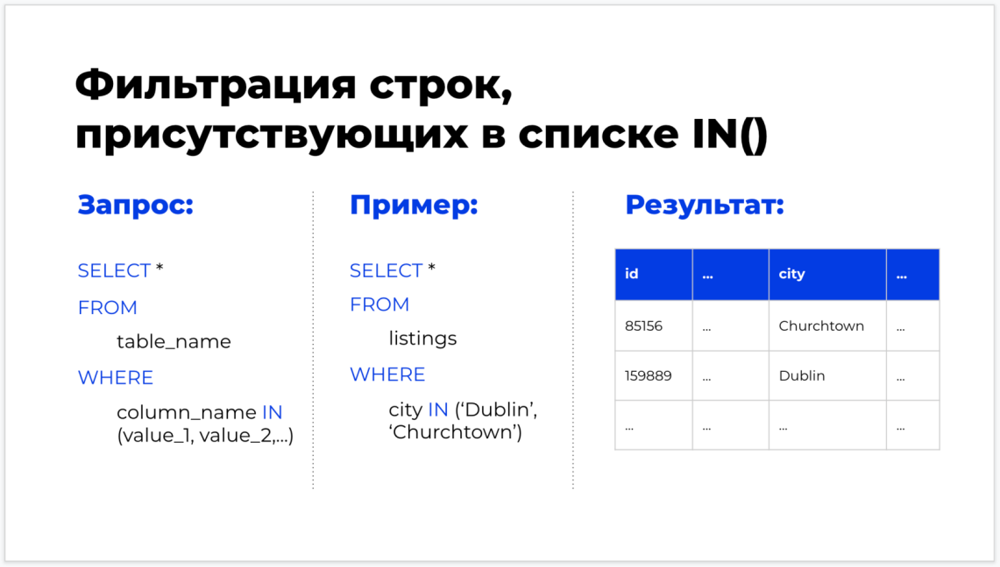 Фильтрация строк,
присутствующих в списке IN()
Запрос:
SELECT *
FROM
table_name
WHERE
column_name IN
(value_1, value_2,...)
Пример:
SELECT *
FROM
listings
WHERE
city IN (‘Dublin’,
‘Churchtown’)
Результат:
id ... city ...
85156 ... Churchtown ...
159889 ... Dublin ...
... ... ... ...